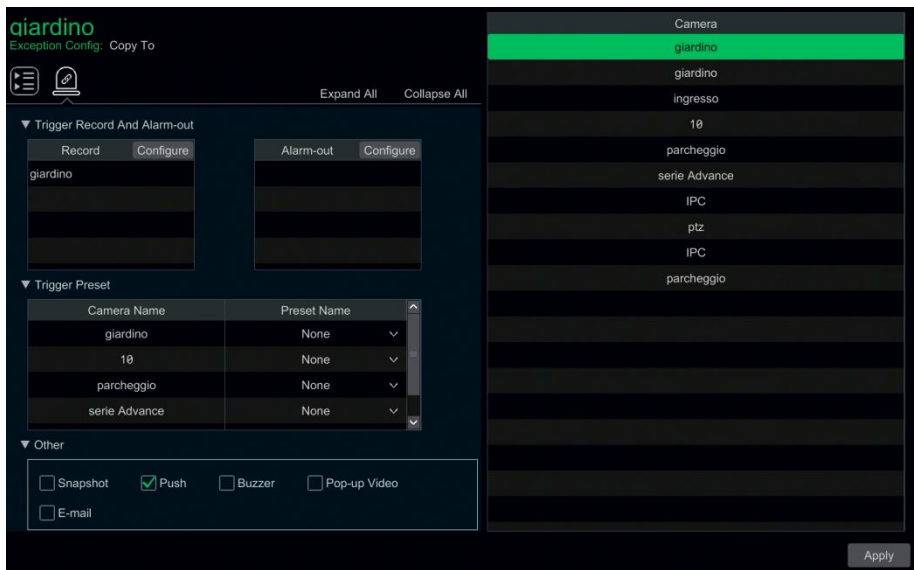 giardino
Exception Config: Copy To
Expand All Collapse All
Trigger Record And Alarm-out
Record Configure Alarm-out Configure
giardino
Trigger Preset
Camera Name Preset Name
giardino None
10 None
parcheggio None
serie Advance None
Other
Snapshot Push Buzzer Pop-up Video
E-mail
Camera
giardino
giardino
ingresso
10
parcheggio
serie Advance
IPC
ptz
IPC
parcheggio
Apply